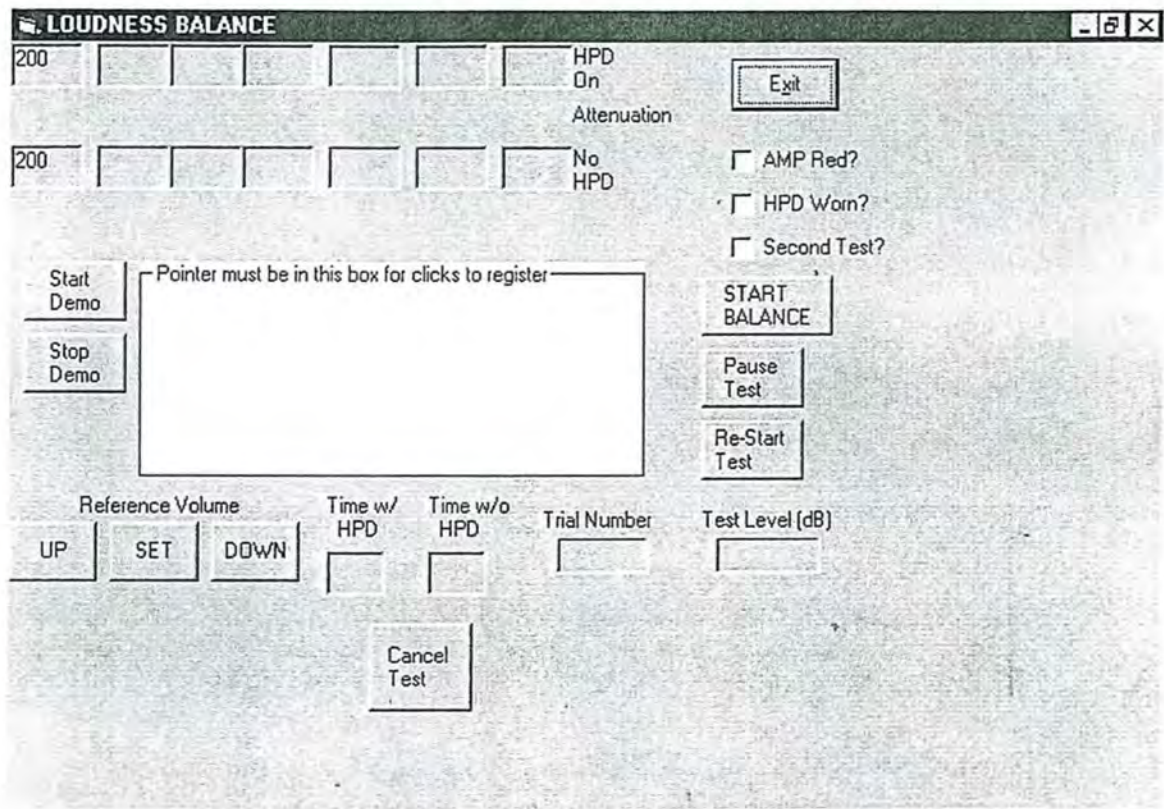 LOUDNESS BALANCE
200
HPD
On
Exit
Attenuation
200
No
HPD
AMP Red?
HPD Worn?
Second Test?
Start
Demo
Pointer must be in this box for clicks to register
START
BALANCE
Stop
Demo
Pause
Test
Re-Start
Test
Reference Volume
Time w/
HPD
Time w/o
HPD
Trial Number
Test Level (dB)
UP
SET
DOWN
Cancel
Test